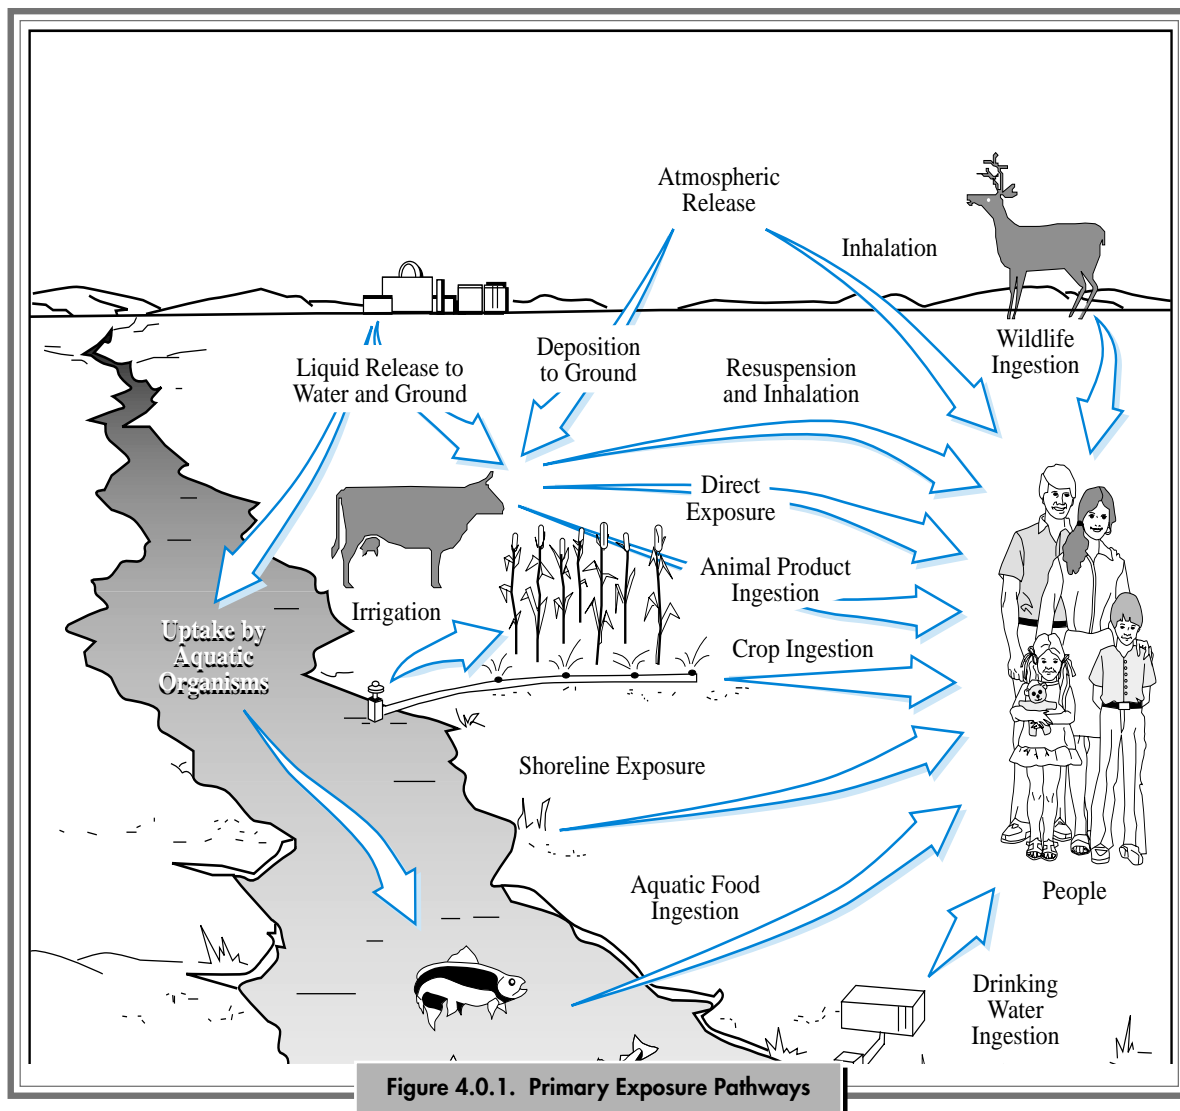 Atmospheric
Release
Inhalation
Wildlife
Ingestion
Deposition
to Ground
Liquid Release to
Water and Ground
Resuspension
and Inhalation
Direct
Exposure
Animal Product
Ingestion
Irrigation
Uptake by
Aquatic
Organisms
Crop Ingestion
Shoreline Exposure
Aquatic Food
Ingestion
People
Drinking
Water
Ingestion
Figure 4.0.1. Primary Exposure Pathways